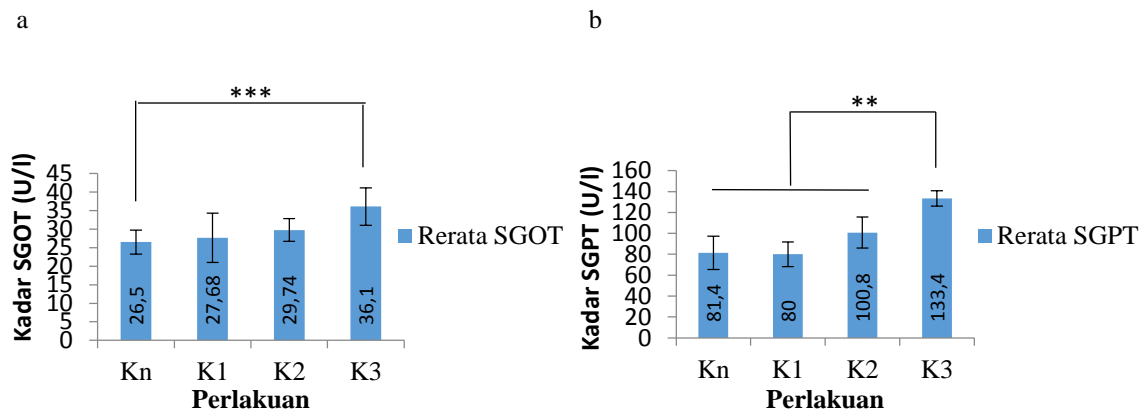 a
***
Kadar SGOT (U/l)
45
40
35
30
25
20
15
10
5
0
26,5
27,68
29,74
36,1
Kn K1 K2 K3
Perlakuan
Rerata SGOT
b
**
Kadar SGPT (U/l)
160
140
120
100
80
60
40
20
0
81,4
80
100,8
133,4
Kn K1 K2 K3
Perlakuan
Rerata SGPT